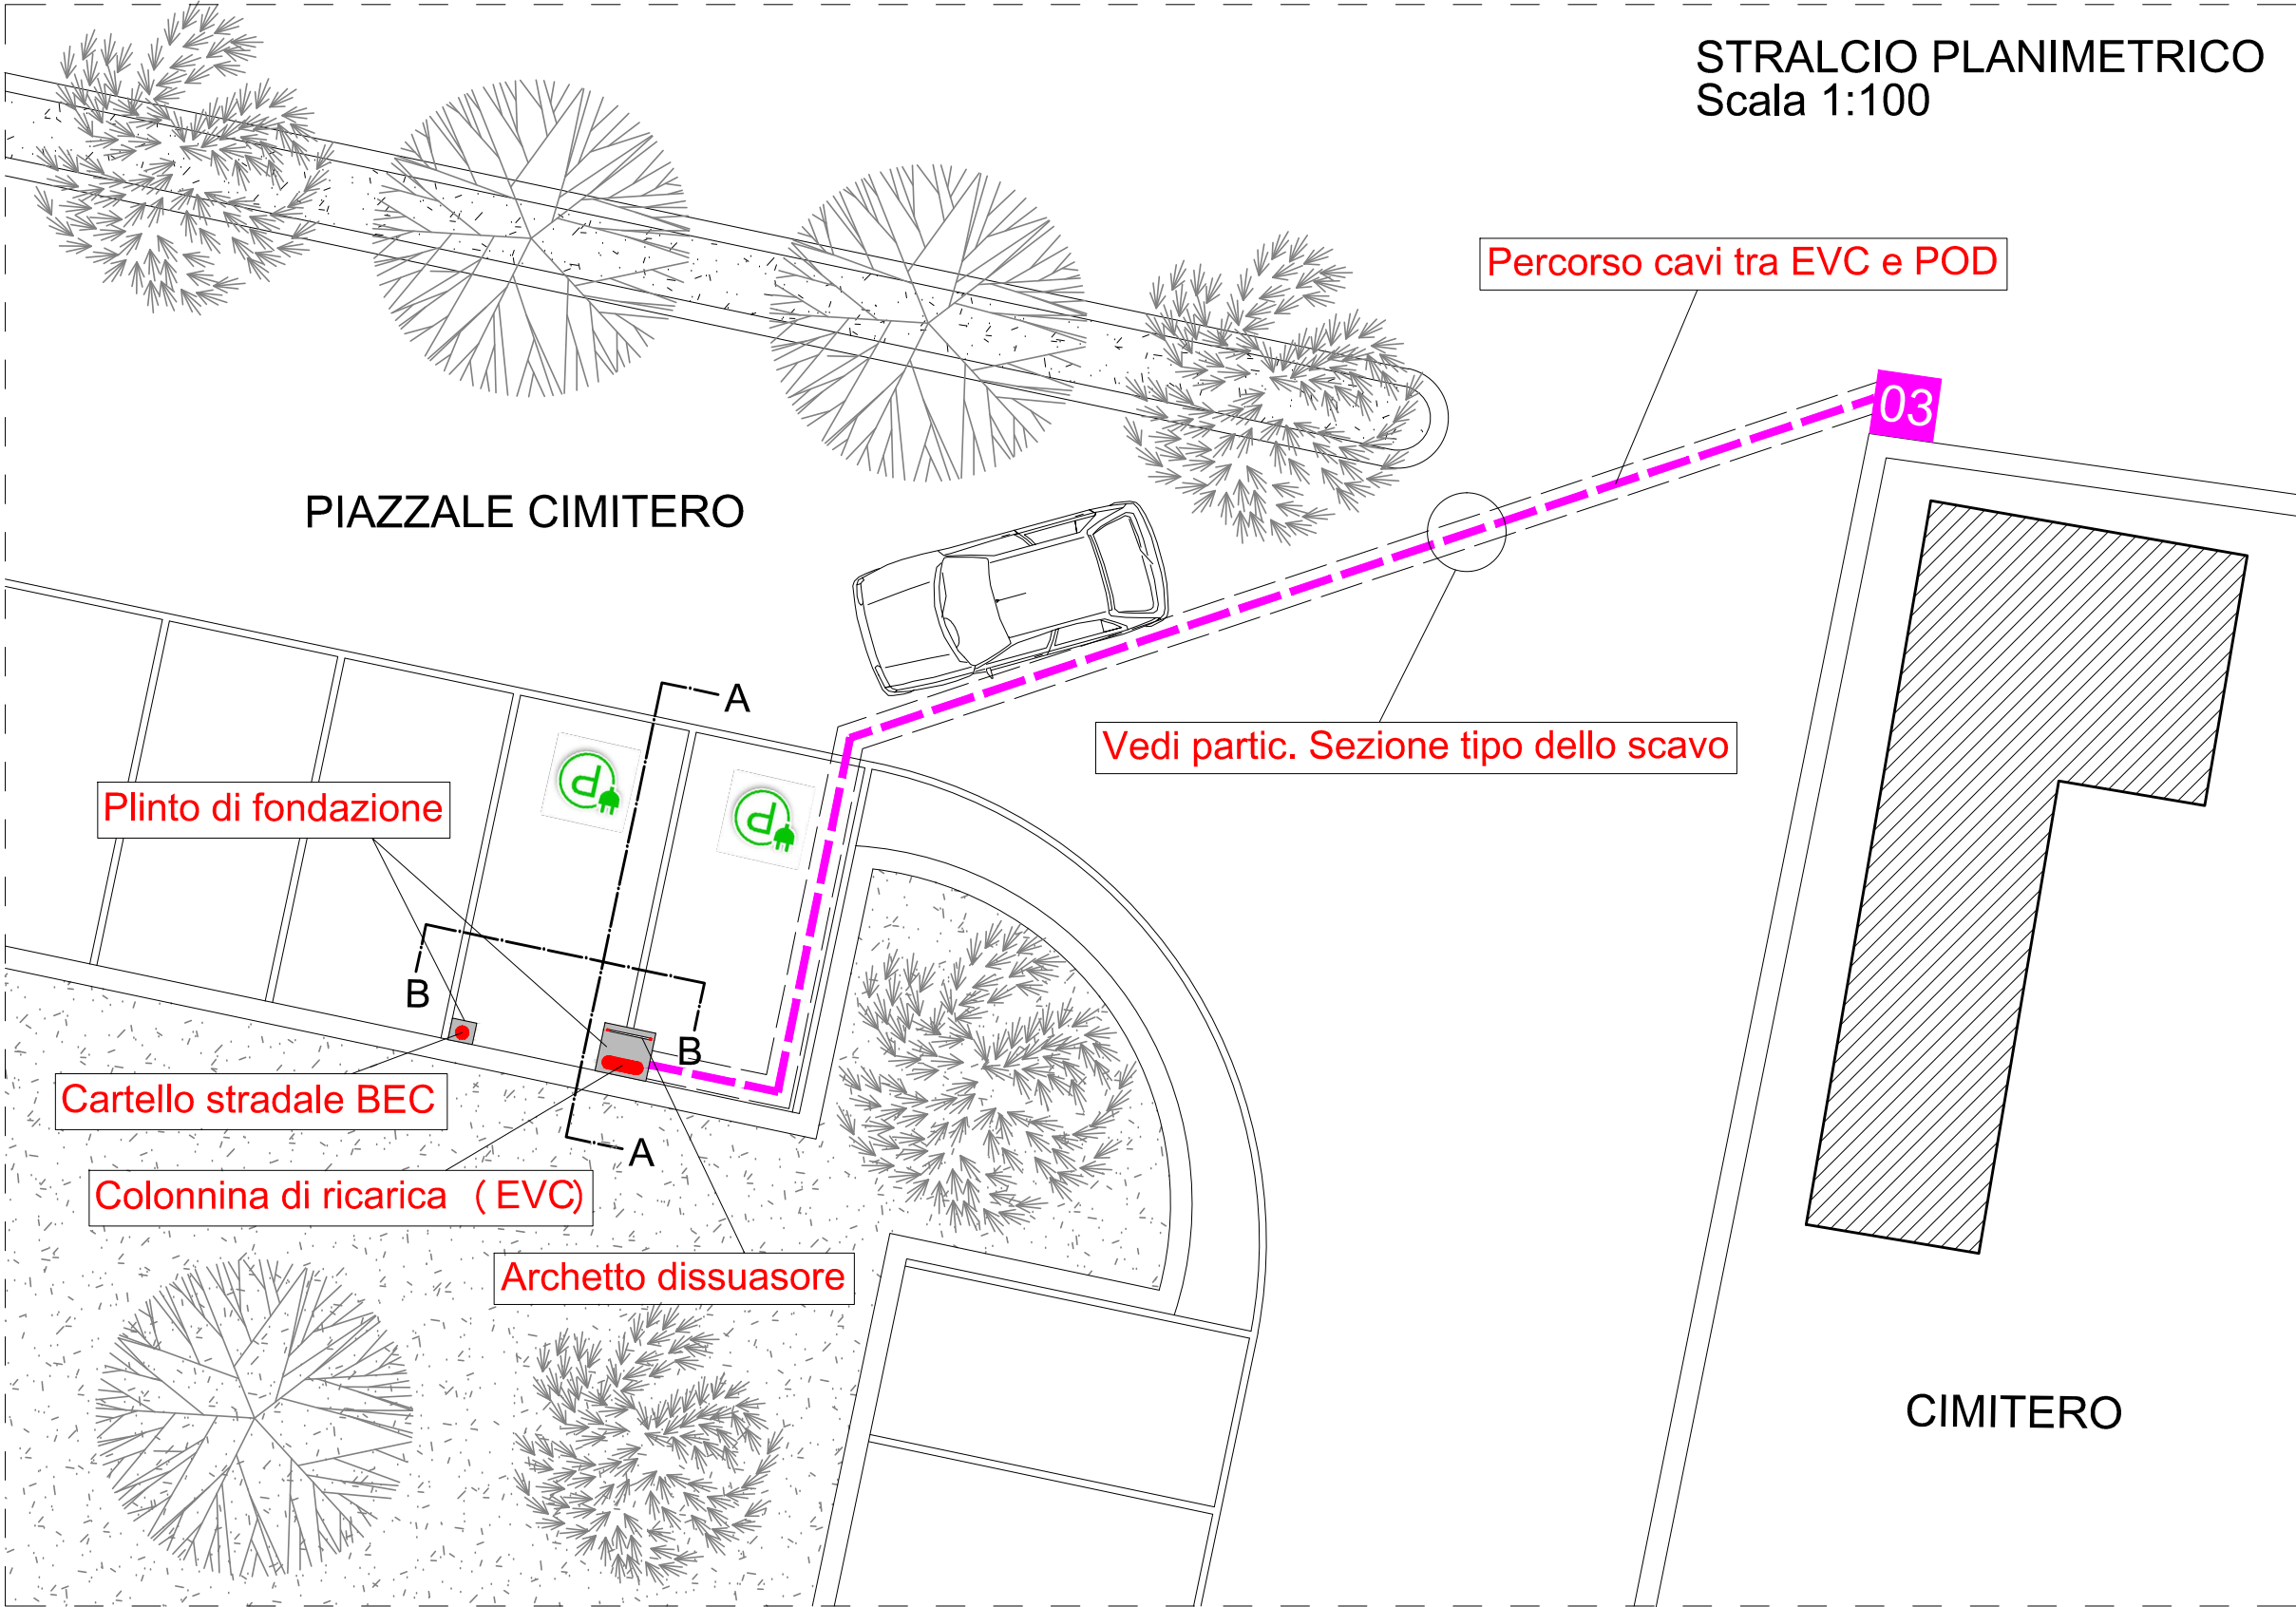 STRALCIO PLANIMETRICO
Scala 1:100
Percorso cavi tra EVC e POD
03
PIAZZALE CIMITERO
A
Vedi partic. Sezione tipo dello scavo
P
P
Plinto di fondazione
B
B
Cartello stradale BEC
A
Colonnina di ricarica (EVC)
Archetto dissuasore
CIMITERO